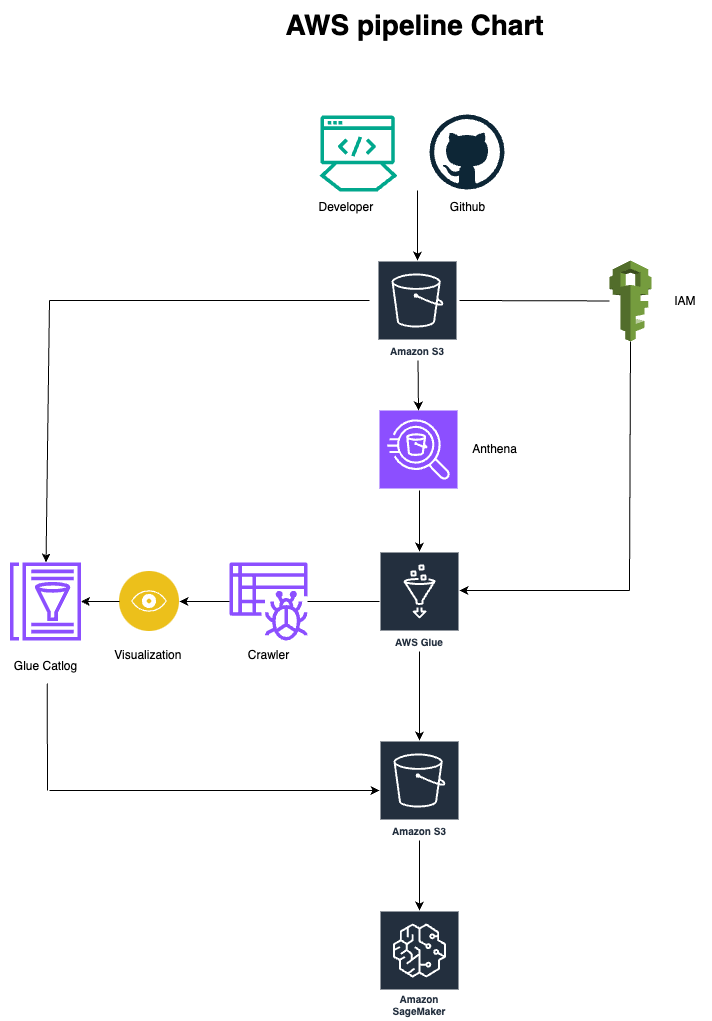 AWS pipeline Chart
Developer
Github
IAM
Amazon S3
Anthena
AWS Glue
Crawler
Visualization
Glue Catlog
Amazon S3
Amazon
SageMaker